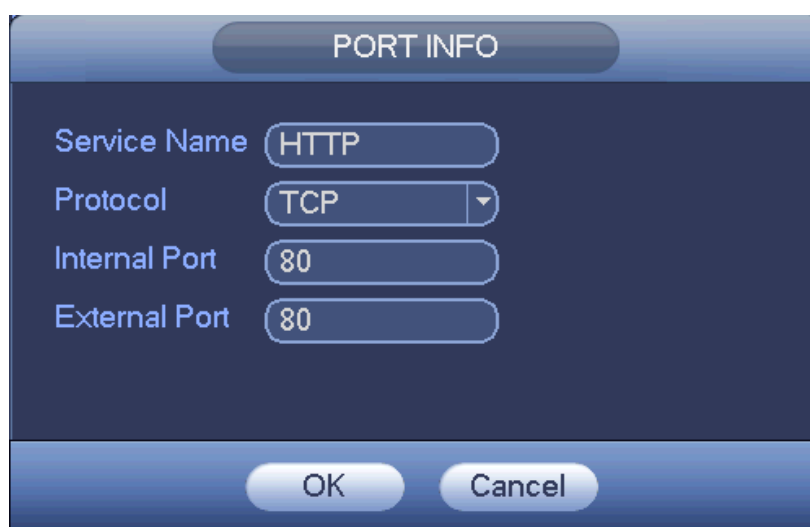 PORT INFO
Service Name HTTP
Protocol TCP
Internal Port 80
External Port 80
OK Cancel